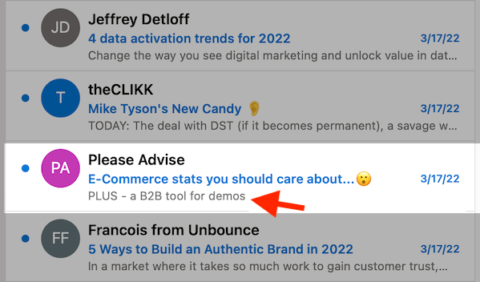 JD
Jeffrey Detloff
4 data activation trends for 2022 3/17/22
Change the way you see digital marketing and unlock value in dat...
T
theCLIKK
Mike Tyson's New Candy 👂 3/17/22
TODAY: The deal with DST (if it becomes permanent), a savage w...
PA
Please Advise
E-Commerce stats you should care about...😮 3/17/22
PLUS - a B2B tool for demos
FF
Francois from Unbounce
5 Ways to Build an Authentic Brand in 2022 3/17/22
In a market where it takes so much work to gain customer trust,...